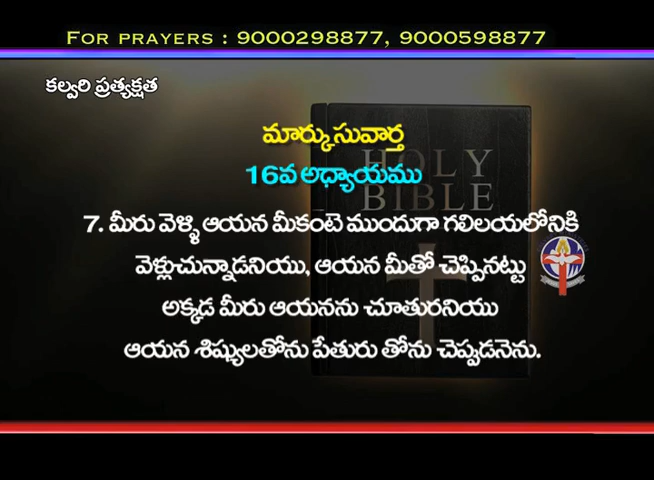 FOR PRAYERS : 9000298877, 9000598877
కల్వరి ప్రత్యక్షత
మార్కు సువార్త
16వ అధ్యాయము
HOLY
BIBLE
7. మీరు వెళ్ళి ఆయన మీకంటె ముందుగా గలిలయలోనికి
వెళ్లుచున్నాడనియు, ఆయన మీతో చెప్పినట్టు
అక్కడ మీరు ఆయనను చూతురనియు
ఆయన శిష్యులతోను పేతురు తోను చెప్పుడనెను.